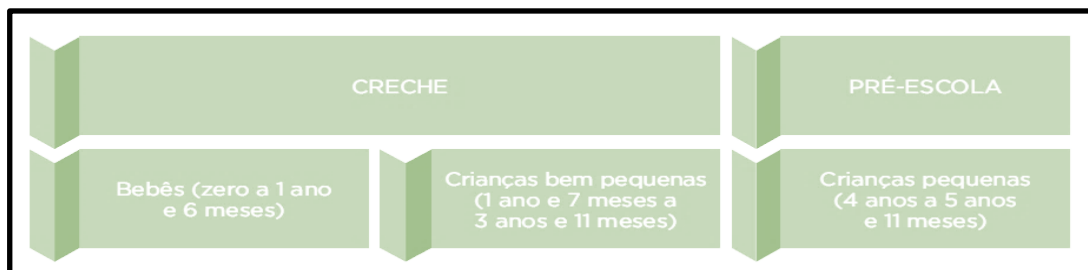 CRECHE
PRÉ-ESCOLA
Bebês (zero a 1 ano
e 6 meses)
Crianças bem pequenas
(1 ano e 7 meses a
3 anos e 11 meses)
Crianças pequenas
(4 anos a 5 anos
e 11 meses)